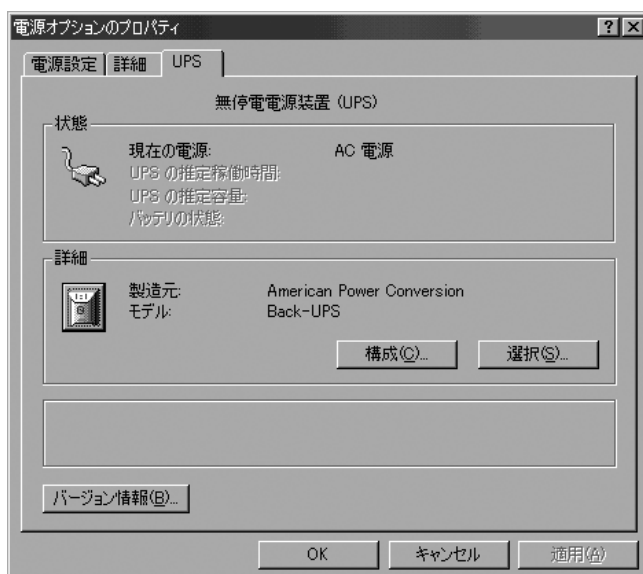 電源オプションのプロパティ
電源設定 詳細 UPS
無停電電源装置 (UPS)
状態
現在の電源: AC 電源
UPS の推定稼働時間:
UPS の推定容量:
バッテリの状態:
詳細
製造元: American Power Conversion
モデル: Back-UPS
構成(C)... 選択(S)...
バージョン情報(B)...
OK キャンセル 適用(A)